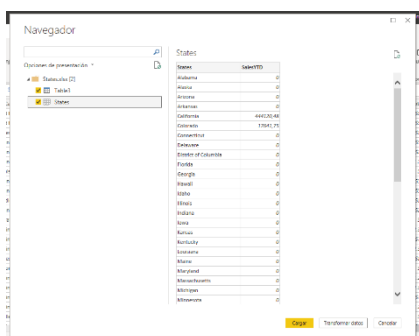 Navegador
Opciones de presentación
States.xlsx [2]
Table1
States
States
States SalesYTD
Alabama 0
Alaska 0
Arizona 0
Arkansas 0
California
Colorado
Connecticut 0
Delaware 0
District of Columbia 0
Florida 0
Georgia 0
Hawaii 0
Idaho 0
Illinois 0
Indiana 0
Iowa 0
Kansas 0
Kentucky 0
Louisiana 0
Maine 0
Maryland 0
Massachusetts 0
Michigan 0
Minnesota 0
Cargar Transformar datos Cancelar